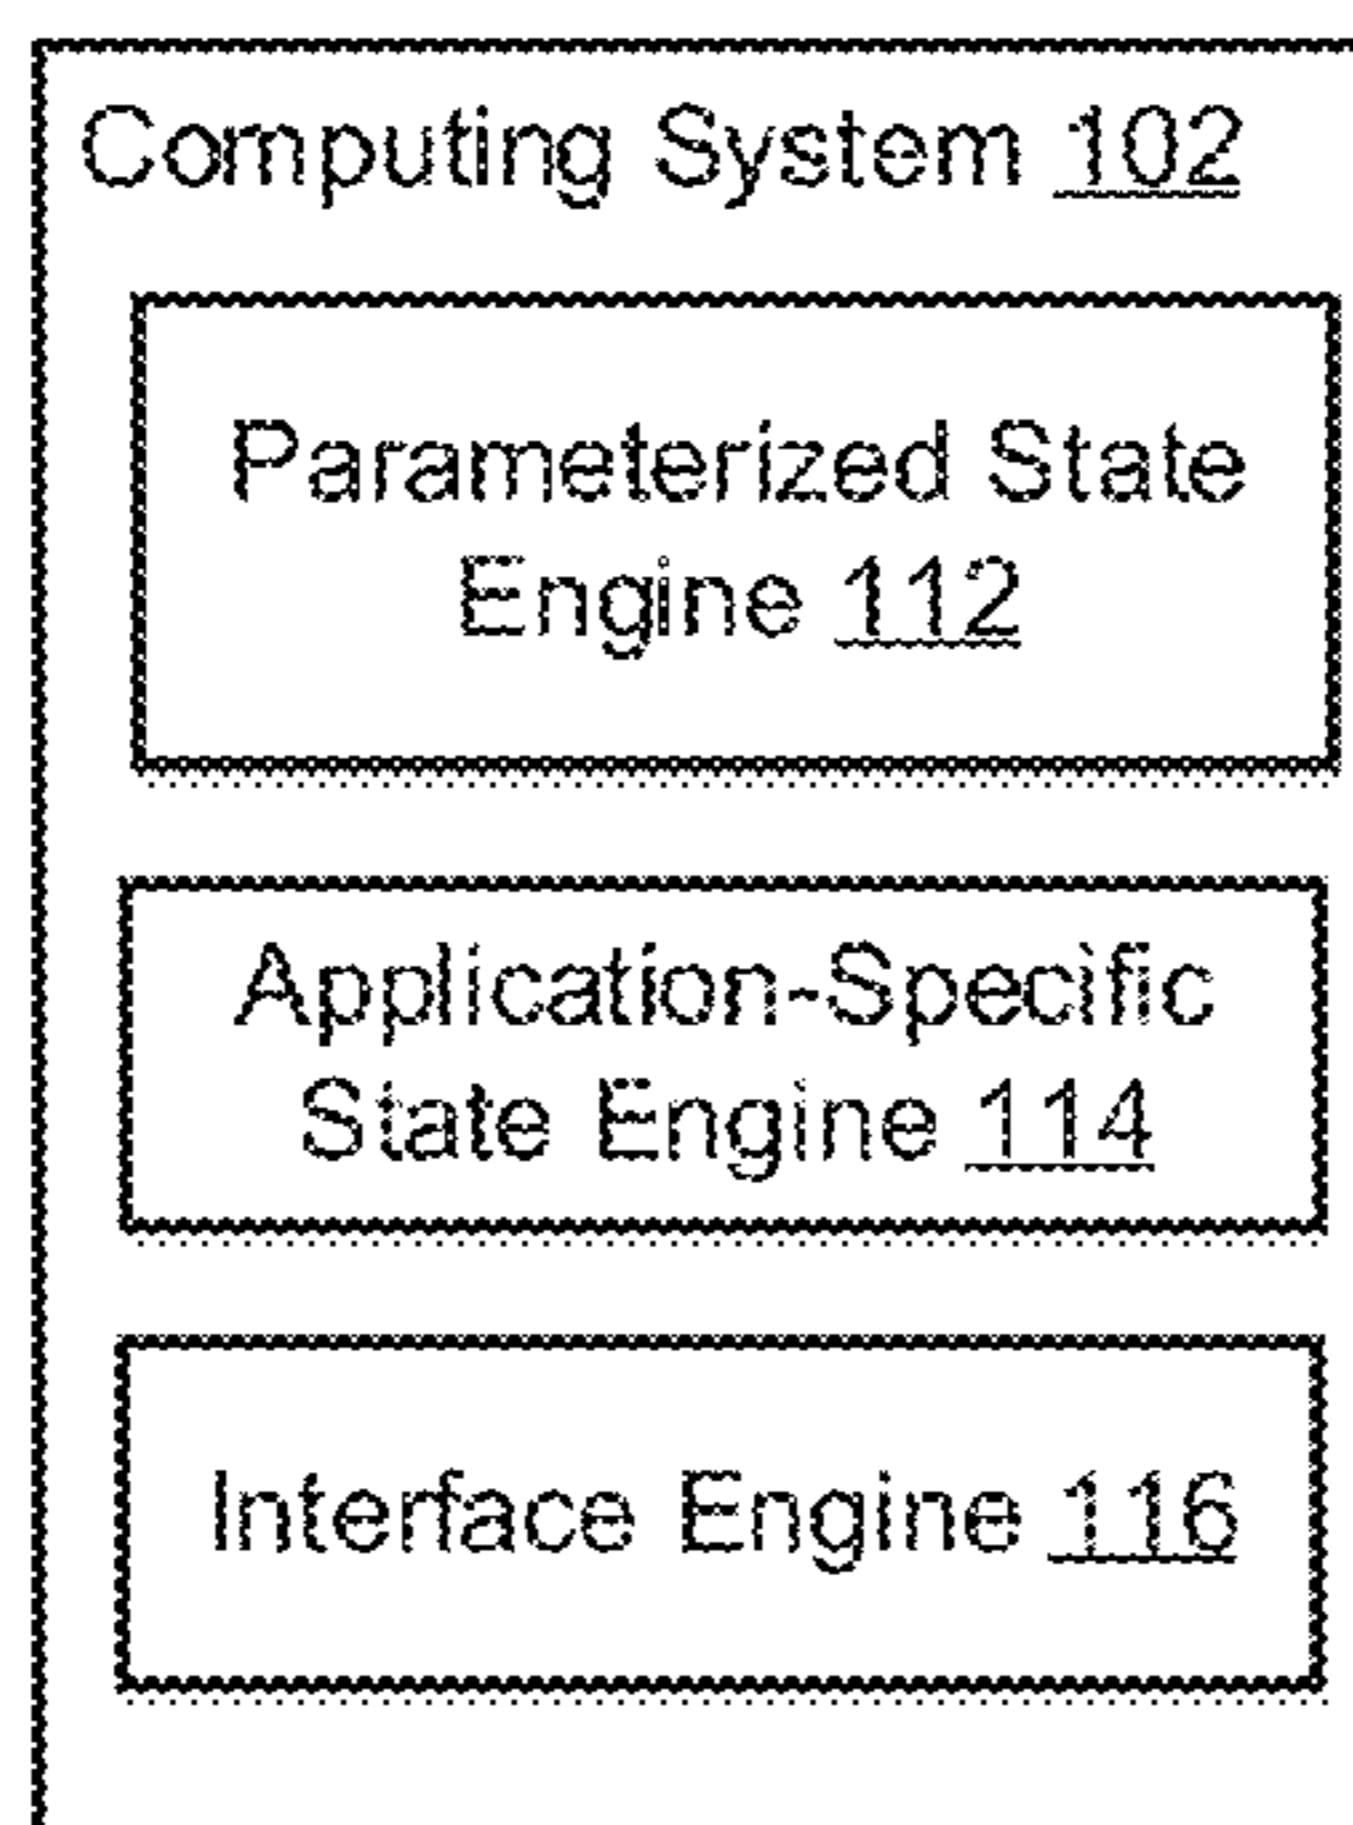 Computing System 102
Parameterized State
Engine 112
Application-Specific
State Engine 114
Interface Engine 116